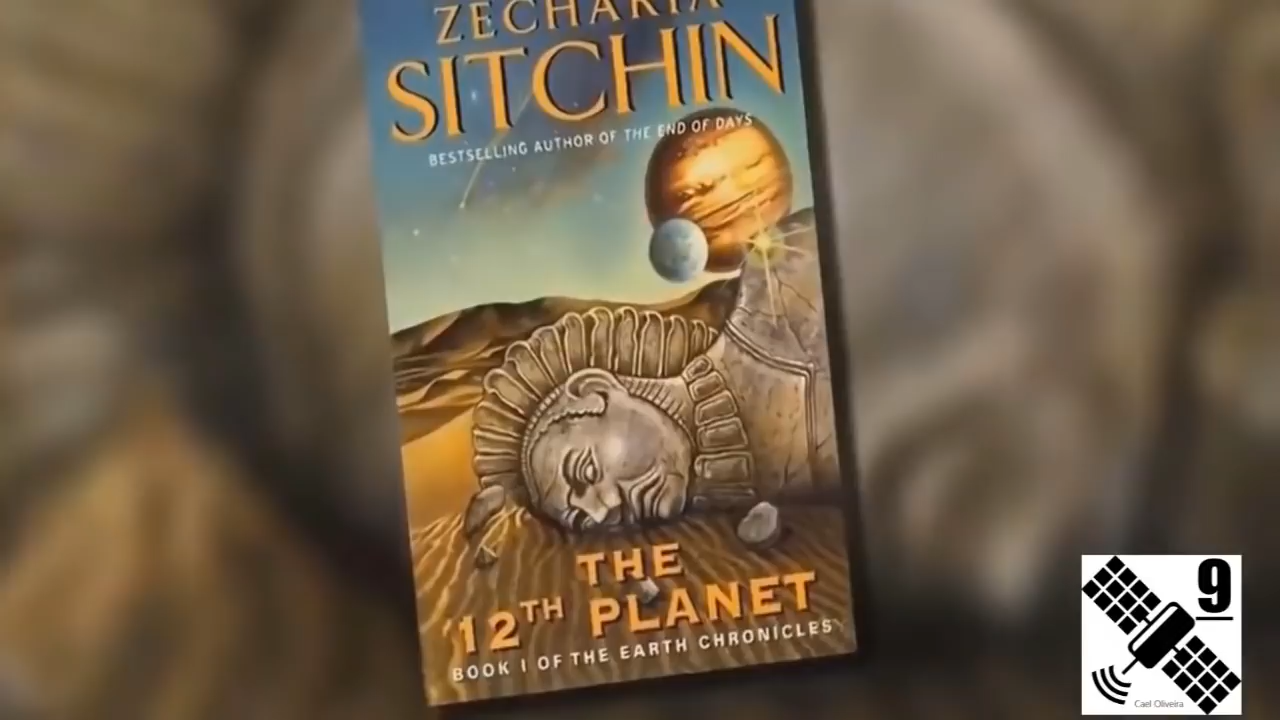 ZECHARIA
SITCHIN
BESTSELLING AUTHOR OF THE END OF DAYS
THE
12TH PLANET
BOOK I OF THE EARTH CHRONICLES
9
Cael Oliveira